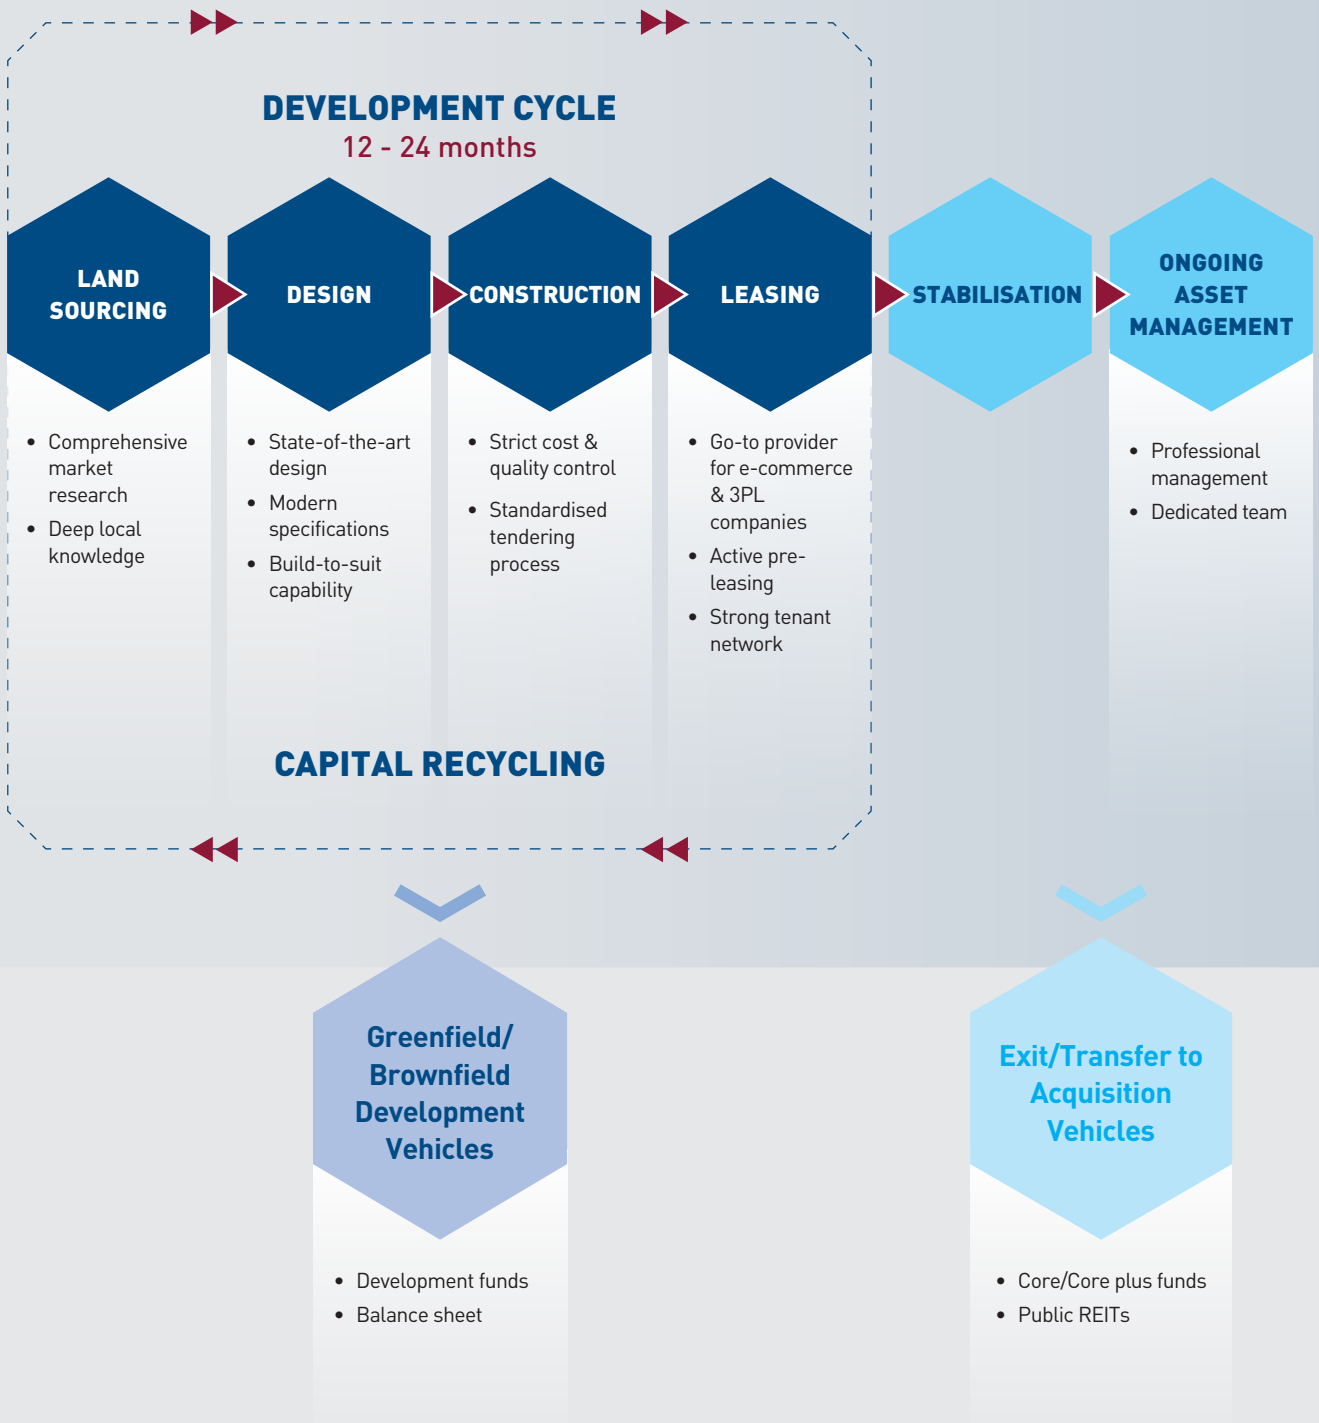 DEVELOPMENT CYCLE
12 - 24 months
LAND
SOURCING
DESIGN
CONSTRUCTION
LEASING
STABILISATION
ONGOING
ASSET
MANAGEMENT
• Comprehensive
market
research
• Deep local
knowledge
• State-of-the-art
design
• Modern
specifications
• Build-to-suit
capability
• Strict cost &
quality control
• Standardised
tendering
process
• Go-to provider
for e-commerce
& 3PL
companies
• Active pre-
leasing
• Strong tenant
network
• Professional
management
• Dedicated team
CAPITAL RECYCLING
Greenfield/
Brownfield
Development
Vehicles
• Development funds
• Balance sheet
Exit/Transfer to
Acquisition
Vehicles
• Core/Core plus funds
• Public REITs